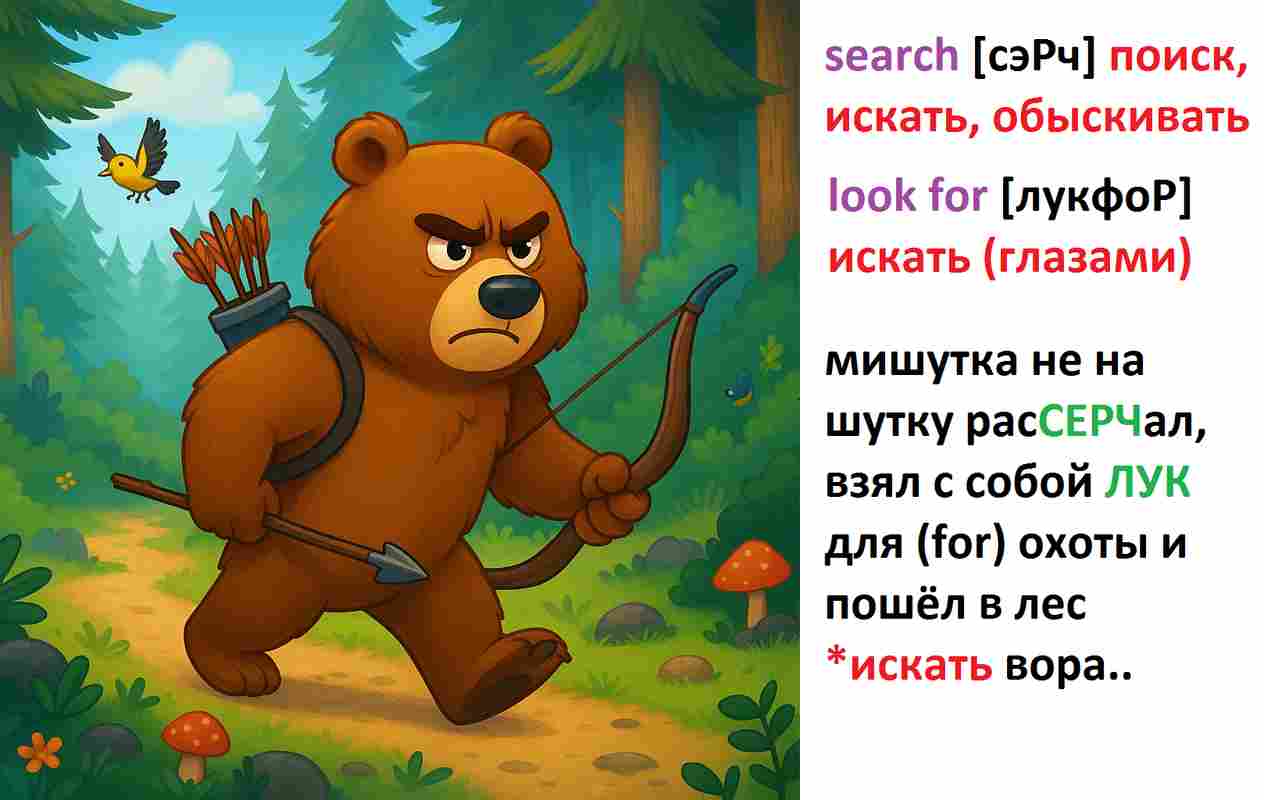 search [сэРч] поиск,
искать, обыскивать
look for [лукфоР]
искать (глазами)
мишутка не на
шутку расСЕРЧал,
взял с собой ЛУК
для (for) охоты и
пошёл в лес
*искать вора..